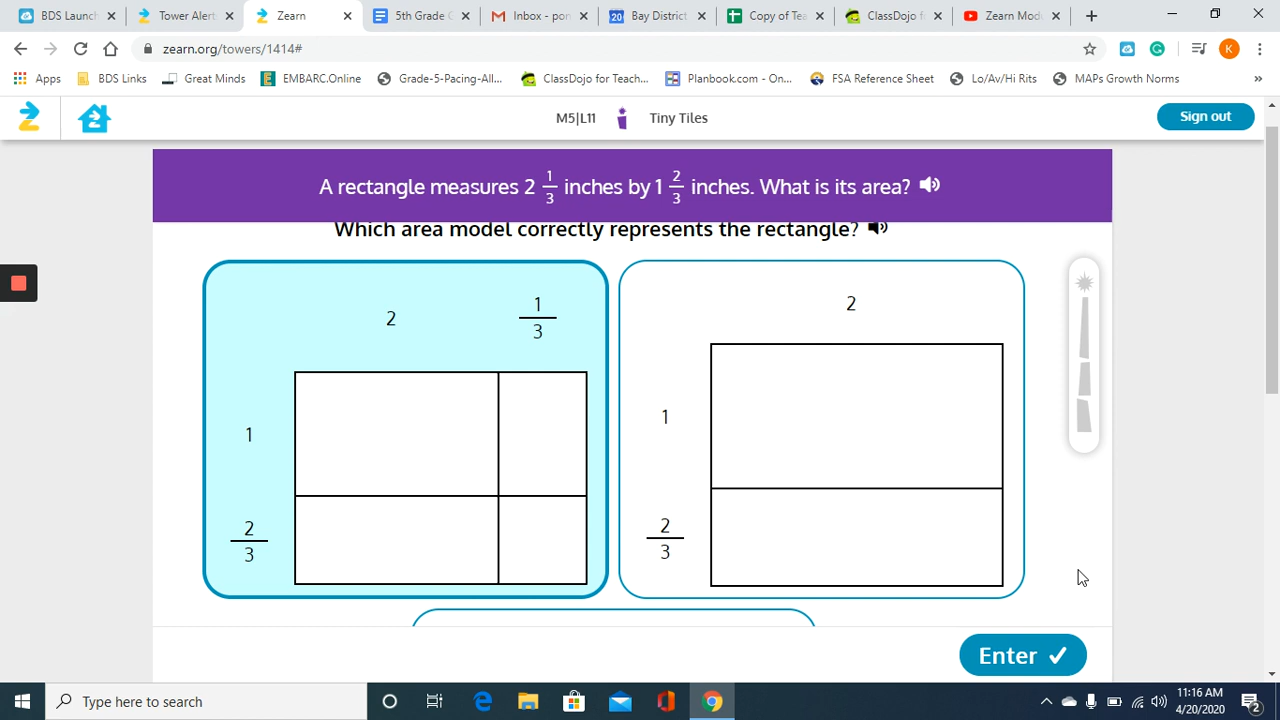 BDS Launch
Tower Alert
Zearn
5th Grade G
Inbox - por
Bay District
Copy of Tea
ClassDojo f
Zearn Mod
zearn.org/towers/1414#
K
Apps
BDS Links
Great Minds
EMBARC.Online
Grade-5-Pacing-All...
ClassDojo for Teach...
Planbook.com - On...
FSA Reference Sheet
Lo/Av/Hi Rits
MAPs Growth Norms
»
M5|L11
Tiny Tiles
Sign out
A rectangle measures 2 1/3 inches by 1 2/3 inches. What is its area?
Which area model correctly represents the rectangle?
2
1/3
1
2/3
2
1
2/3
Enter
Type here to search
11:16 AM
4/20/2020
2